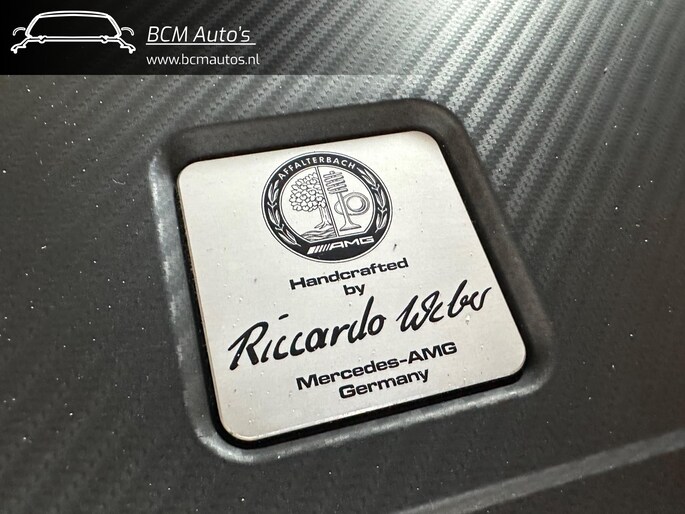 BCM Auto's
www.bcmautos.nl
AFFALTERBACH
AMG
Handcrafted
by
Riccardo Weber
Mercedes-AMG
Germany